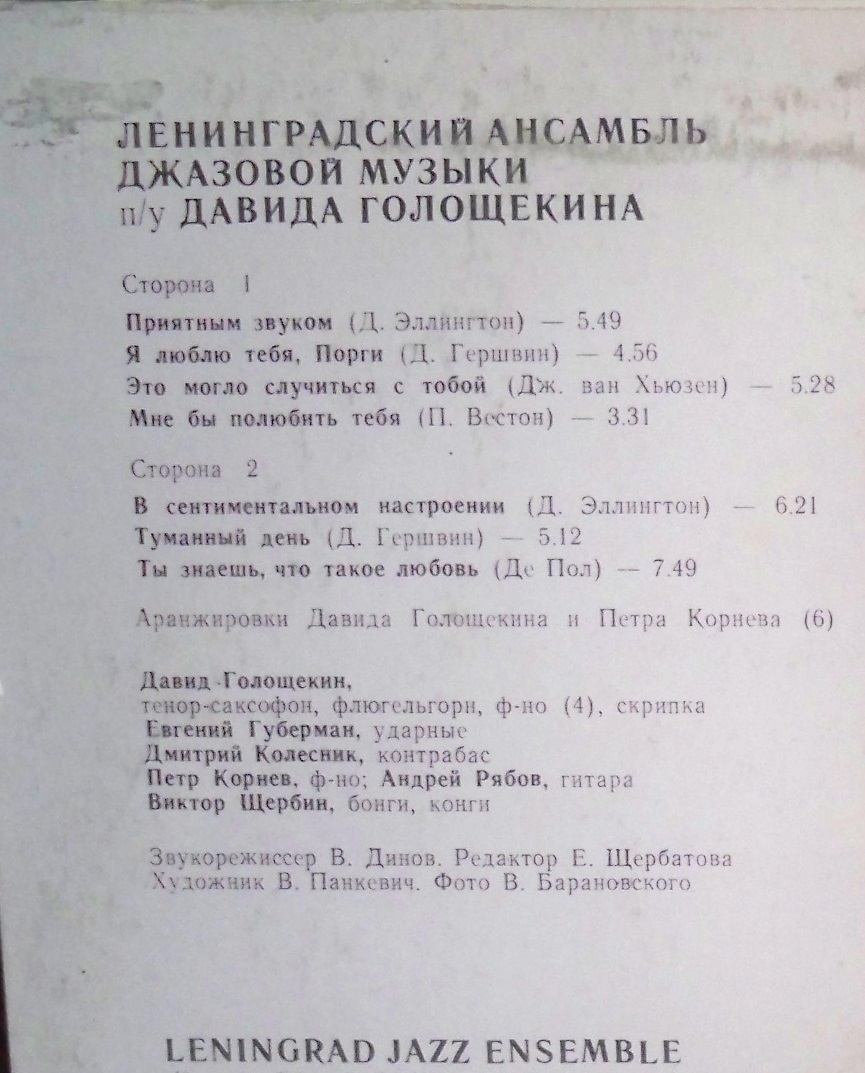 ЛЕНИНГРАДСКИЙ АНСАМБЛЬ
ДЖАЗОВОЙ МУЗЫКИ
п/у ДАВИДА ГОЛОЩЕКИНА
Сторона 1
Приятным звуком (Д. Эллингтон) — 5.49
Я люблю тебя, Порги (Д. Гершвин) — 4.56
Это могло случиться с тобой (Дж. ван Хьюзен) — 5.28
Мне бы полюбить тебя (П. Вестон) — 3.31
Сторона 2
В сентиментальном настроении (Д. Эллингтон) — 6.21
Туманный день (Д. Гершвин) — 5.12
Ты знаешь, что такое любовь (Де Пол) — 7.49
Аранжировки Давида Голощекина и Петра Корнева (6)
Давид Голощекин,
тенор-саксофон, флюгельгорн, ф-но (4), скрипка
Евгений Губерман, ударные
Дмитрий Колесник, контрабас
Петр Корнев, ф-но; Андрей Рябов, гитара
Виктор Щербин, бонги, конги
Звукорежиссер В. Динов. Редактор Е. Щербатова
Художник В. Панкевич. Фото В. Барановского
LENINGRAD JAZZ ENSEMBLE